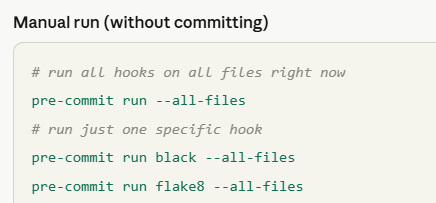 Manual run (without committing)
# run all hooks on all files right now
pre-commit run --all-files
# run just one specific hook
pre-commit run black --all-files
pre-commit run flake8 --all-files